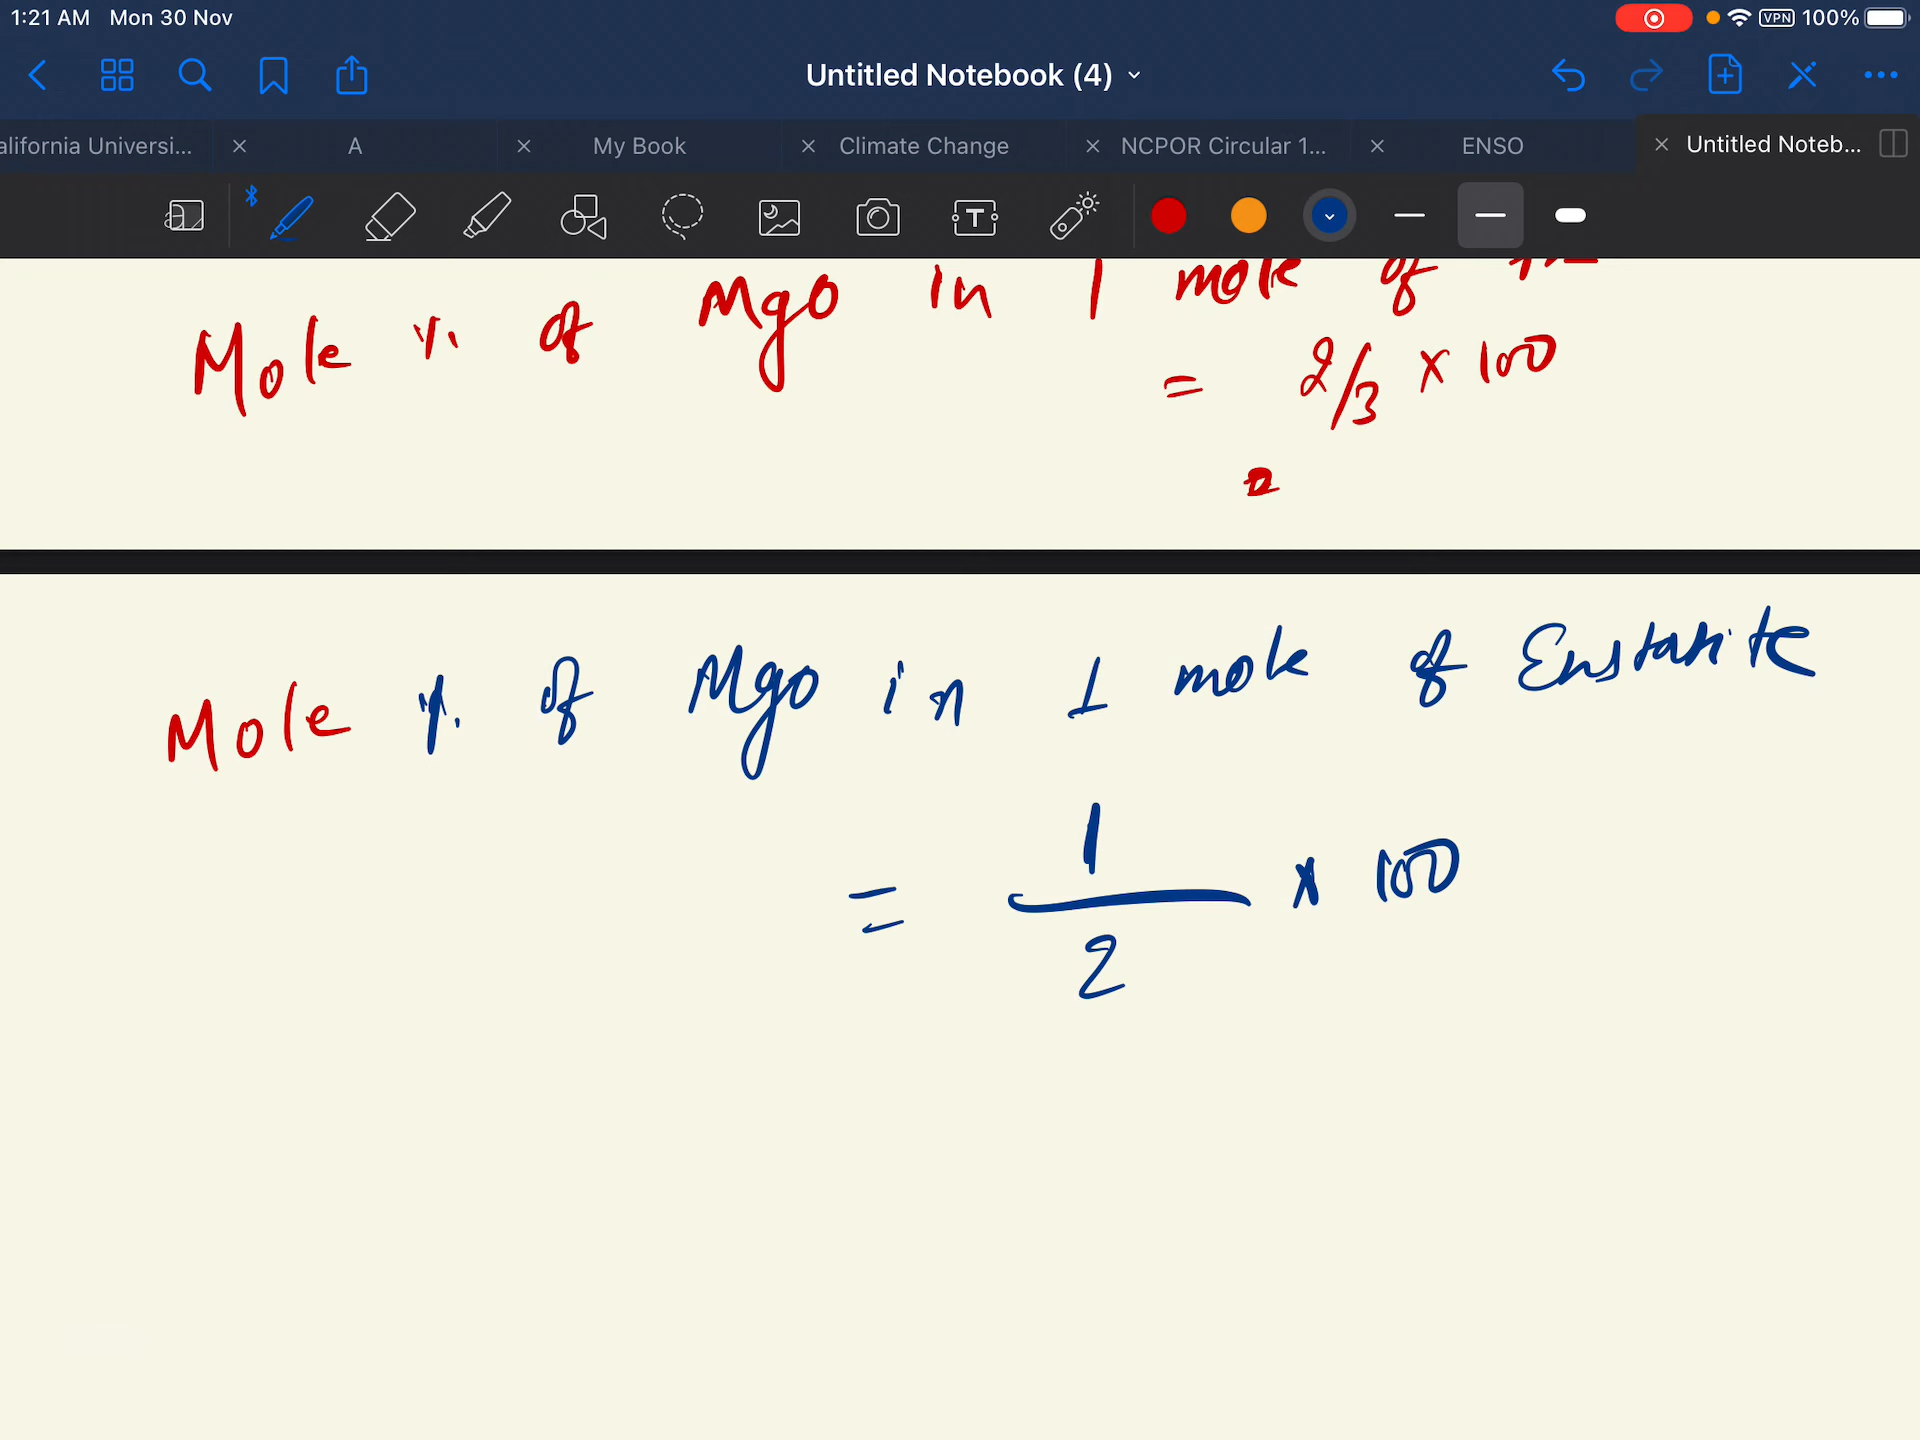 1:21 AM Mon 30 Nov VPN 100%
Untitled Notebook (4)
alifornia Universi... A My Book Climate Change NCPOR Circular 1... ENSO Untitled Noteb...
a T
Mole % of MgO in 1 mole of
= 2/3 × 100
Mole % of MgO in 1 mole of Enstatite
= 1
× 100
2